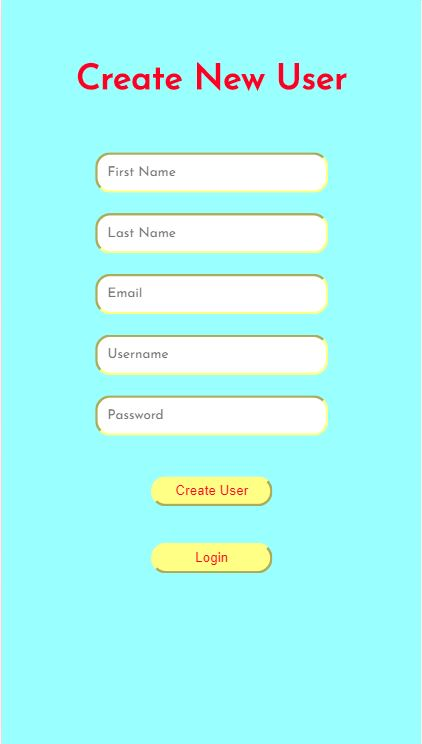 Create New User
First Name
Last Name
Email
Username
Password
Create User
Login